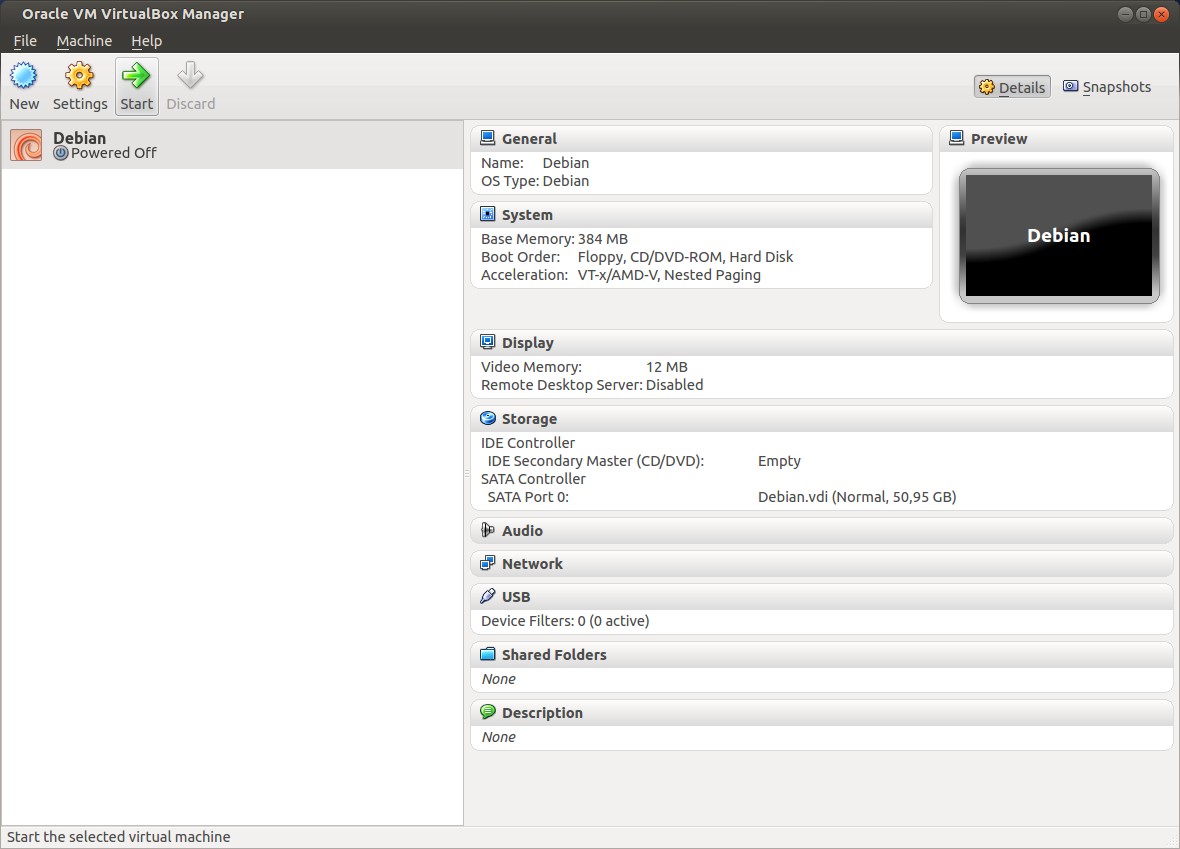 Oracle VM VirtualBox Manager
File Machine Help
New Settings Start Discard
Details Snapshots
Debian
Powered Off
General
Name: Debian
OS Type: Debian
System
Base Memory: 384 MB
Boot Order: Floppy, CD/DVD-ROM, Hard Disk
Acceleration: VT-x/AMD-V, Nested Paging
Preview
Debian
Display
Video Memory: 12 MB
Remote Desktop Server: Disabled
Storage
IDE Controller
IDE Secondary Master (CD/DVD): Empty
SATA Controller
SATA Port 0: Debian.vdi (Normal, 50,95 GB)
Audio
Network
USB
Device Filters: 0 (0 active)
Shared Folders
None
Description
None
Start the selected virtual machine